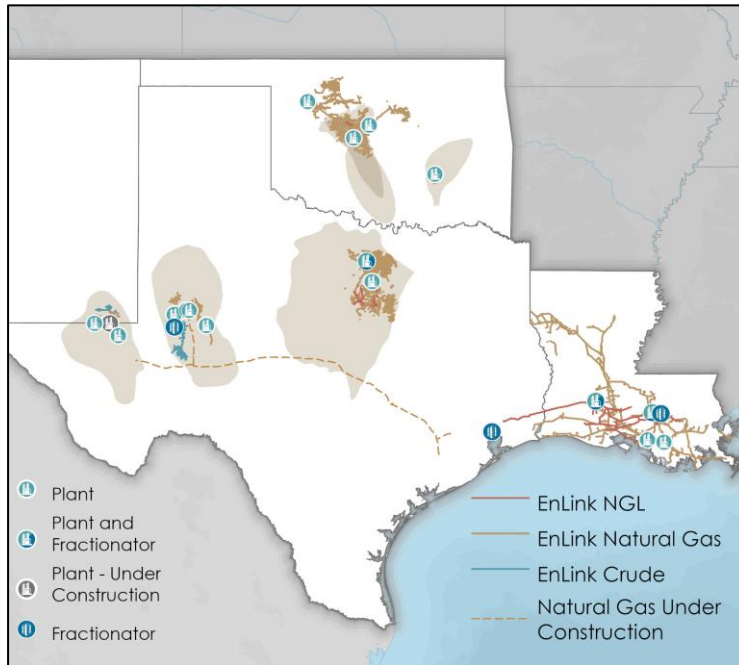 Plant
Plant and
Fractionator
Plant - Under
Construction
Fractionator
EnLink NGL
EnLink Natural Gas
EnLink Crude
Natural Gas Under
Construction